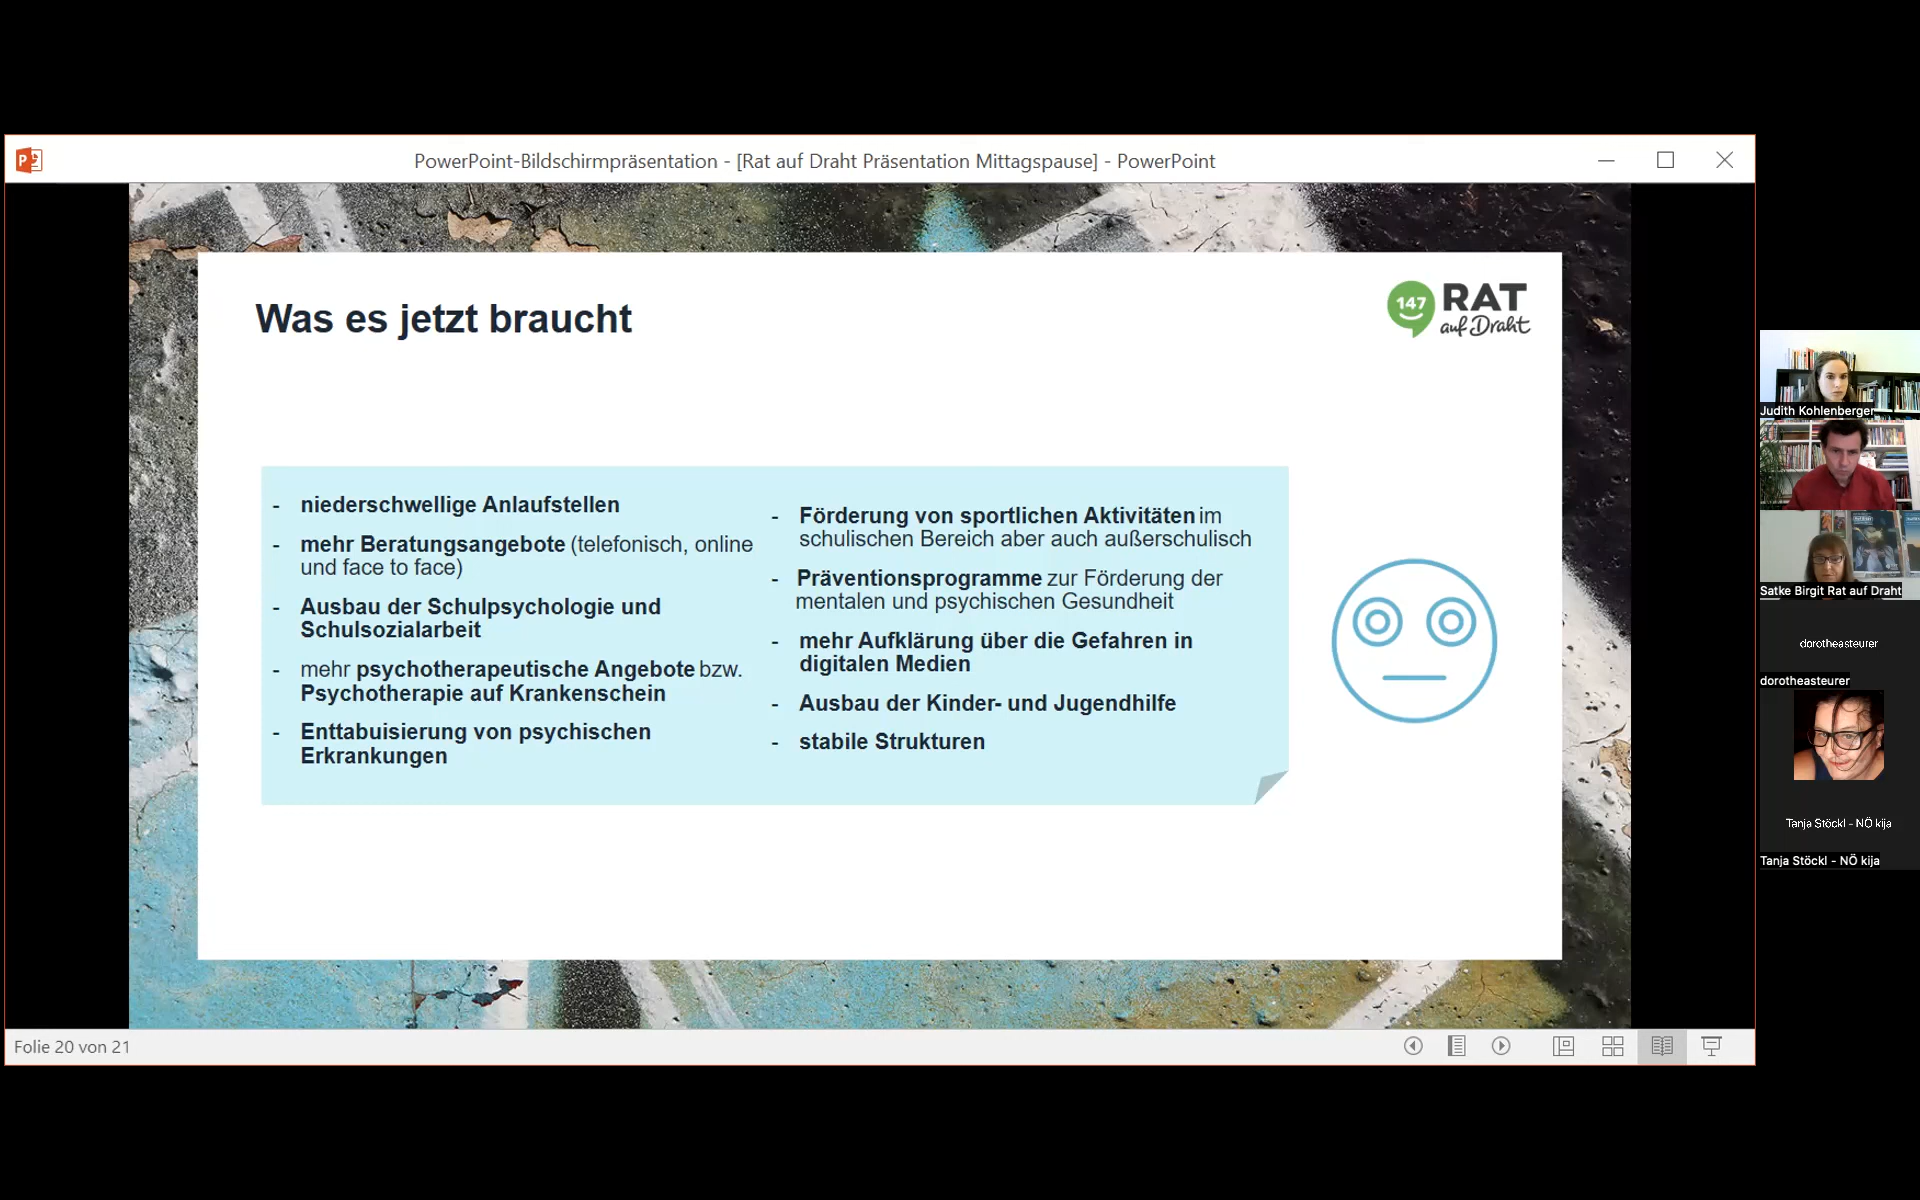 PowerPoint-Bildschirmpräsentation - [Rat auf Draht Präsentation Mittagspause] - PowerPoint
Was es jetzt braucht
147 RAT
auf Draht
- niederschwellige Anlaufstellen
- mehr Beratungsangebote (telefonisch, online
und face to face)
- Ausbau der Schulpsychologie und
Schulsozialarbeit
- mehr psychotherapeutische Angebote bzw.
Psychotherapie auf Krankenschein
- Enttabuisierung von psychischen
Erkrankungen
- Förderung von sportlichen Aktivitäten im
schulischen Bereich aber auch außerschulisch
- Präventionsprogramme zur Förderung der
mentalen und psychischen Gesundheit
- mehr Aufklärung über die Gefahren in
digitalen Medien
- Ausbau der Kinder- und Jugendhilfe
- stabile Strukturen
Judith Kohlenberger
Satke Birgit Rat auf Draht
dorotheasteurer
dorotheasteurer
Tanja Stöckl - NÖ kija
Tanja Stöckl - NÖ kija
Folie 20 von 21